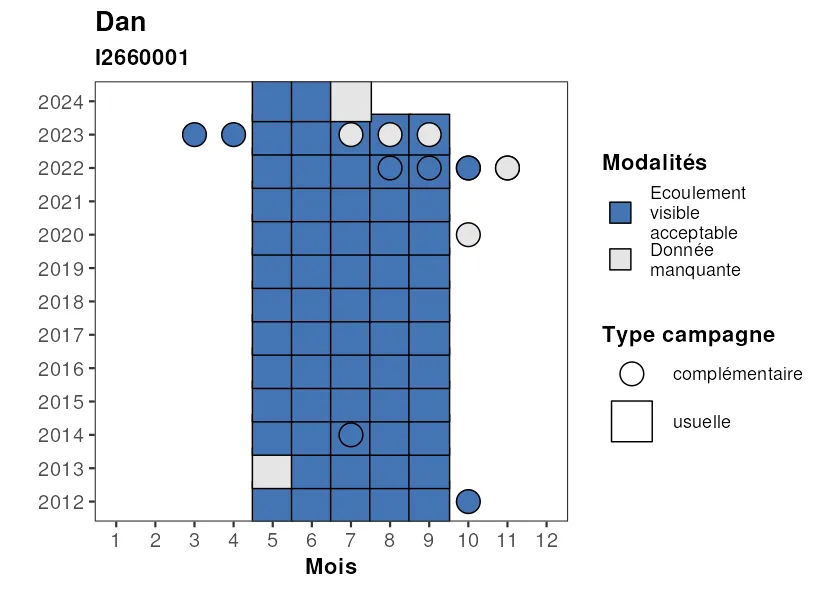 Dan
I2660001
2024
2023
2022
2021
2020
2019
2018
2017
2016
2015
2014
2013
2012
1 2 3 4 5 6 7 8 9 10 11 12
Mois
Modalités
Ecoulement
visible
acceptable
Donnée
manquante
Type campagne
complémentaire
usuelle